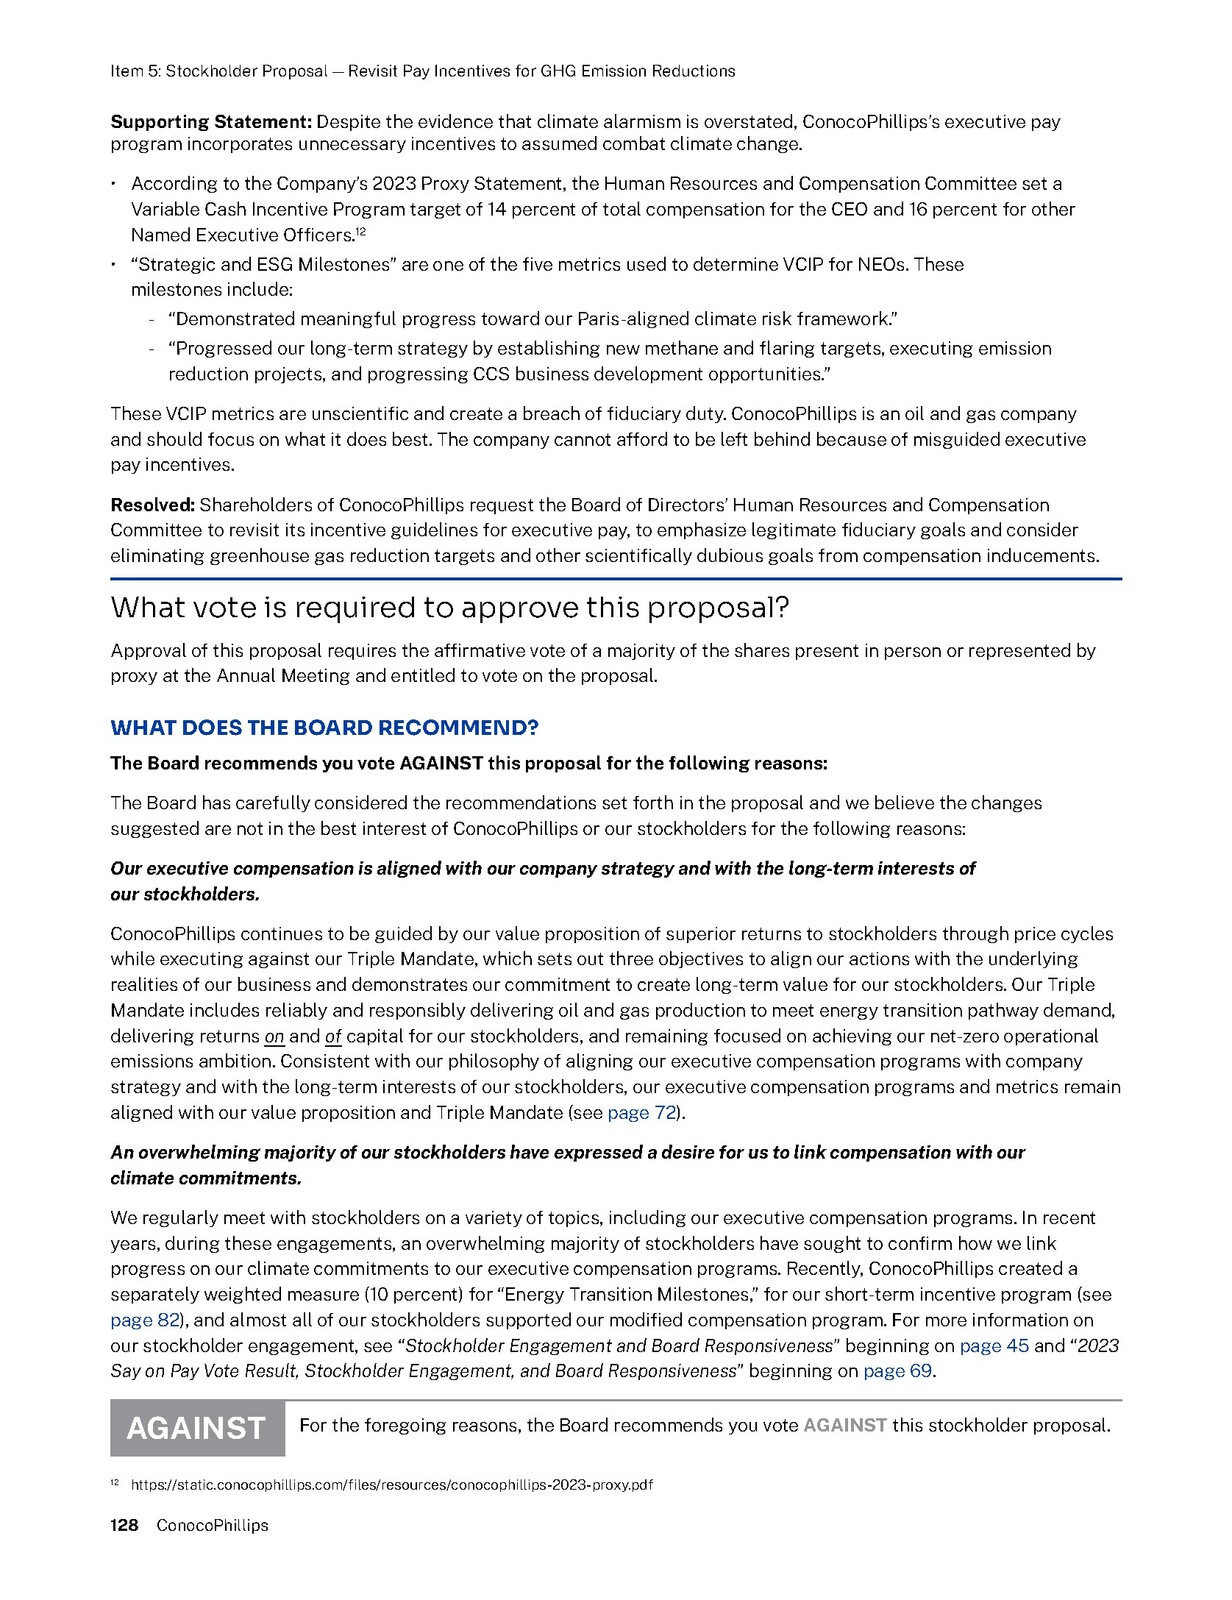 Item 5: Stockholder Proposal — Revisit Pay Incentives for GHG Emission Reductions
Supporting Statement: Despite the evidence that climate alarmism is overstated, ConocoPhillips's executive pay
program incorporates unnecessary incentives to assumed combat climate change.
• According to the Company's 2023 Proxy Statement, the Human Resources and Compensation Committee set a
Variable Cash Incentive Program target of 14 percent of total compensation for the CEO and 16 percent for other
Named Executive Officers.¹²
• “Strategic and ESG Milestones” are one of the five metrics used to determine VCIP for NEOs. These
milestones include:
- “Demonstrated meaningful progress toward our Paris-aligned climate risk framework.”
- “Progressed our long-term strategy by establishing new methane and flaring targets, executing emission
reduction projects, and progressing CCS business development opportunities.”
These VCIP metrics are unscientific and create a breach of fiduciary duty. ConocoPhillips is an oil and gas company
and should focus on what it does best. The company cannot afford to be left behind because of misguided executive
pay incentives.
Resolved: Shareholders of ConocoPhillips request the Board of Directors’ Human Resources and Compensation
Committee to revisit its incentive guidelines for executive pay, to emphasize legitimate fiduciary goals and consider
eliminating greenhouse gas reduction targets and other scientifically dubious goals from compensation inducements.
What vote is required to approve this proposal?
Approval of this proposal requires the affirmative vote of a majority of the shares present in person or represented by
proxy at the Annual Meeting and entitled to vote on the proposal.
WHAT DOES THE BOARD RECOMMEND?
The Board recommends you vote AGAINST this proposal for the following reasons:
The Board has carefully considered the recommendations set forth in the proposal and we believe the changes
suggested are not in the best interest of ConocoPhillips or our stockholders for the following reasons:
Our executive compensation is aligned with our company strategy and with the long-term interests of
our stockholders.
ConocoPhillips continues to be guided by our value proposition of superior returns to stockholders through price cycles
while executing against our Triple Mandate, which sets out three objectives to align our actions with the underlying
realities of our business and demonstrates our commitment to create long-term value for our stockholders. Our Triple
Mandate includes reliably and responsibly delivering oil and gas production to meet energy transition pathway demand,
delivering returns on and of capital for our stockholders, and remaining focused on achieving our net-zero operational
emissions ambition. Consistent with our philosophy of aligning our executive compensation programs with company
strategy and with the long-term interests of our stockholders, our executive compensation programs and metrics remain
aligned with our value proposition and Triple Mandate (see page 72).
An overwhelming majority of our stockholders have expressed a desire for us to link compensation with our
climate commitments.
We regularly meet with stockholders on a variety of topics, including our executive compensation programs. In recent
years, during these engagements, an overwhelming majority of stockholders have sought to confirm how we link
progress on our climate commitments to our executive compensation programs. Recently, ConocoPhillips created a
separately weighted measure (10 percent) for “Energy Transition Milestones,” for our short-term incentive program (see
page 82), and almost all of our stockholders supported our modified compensation program. For more information on
our stockholder engagement, see “Stockholder Engagement and Board Responsiveness” beginning on page 45 and “2023
Say on Pay Vote Result, Stockholder Engagement, and Board Responsiveness” beginning on page 69.
AGAINST For the foregoing reasons, the Board recommends you vote AGAINST this stockholder proposal.
¹² https://static.conocophillips.com/files/resources/conocophillips-2023-proxy.pdf
128 ConocoPhillips